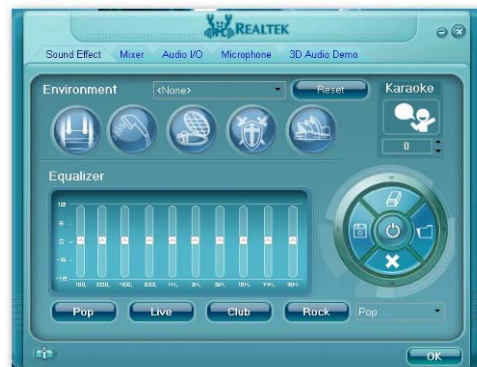 REALTEK
Sound Effect Mixer Audio I/O Microphone 3D Audio Demo
Environment <None> Reset Karaoke
0
Equalizer
Pop Live Club Rock Pop
OK